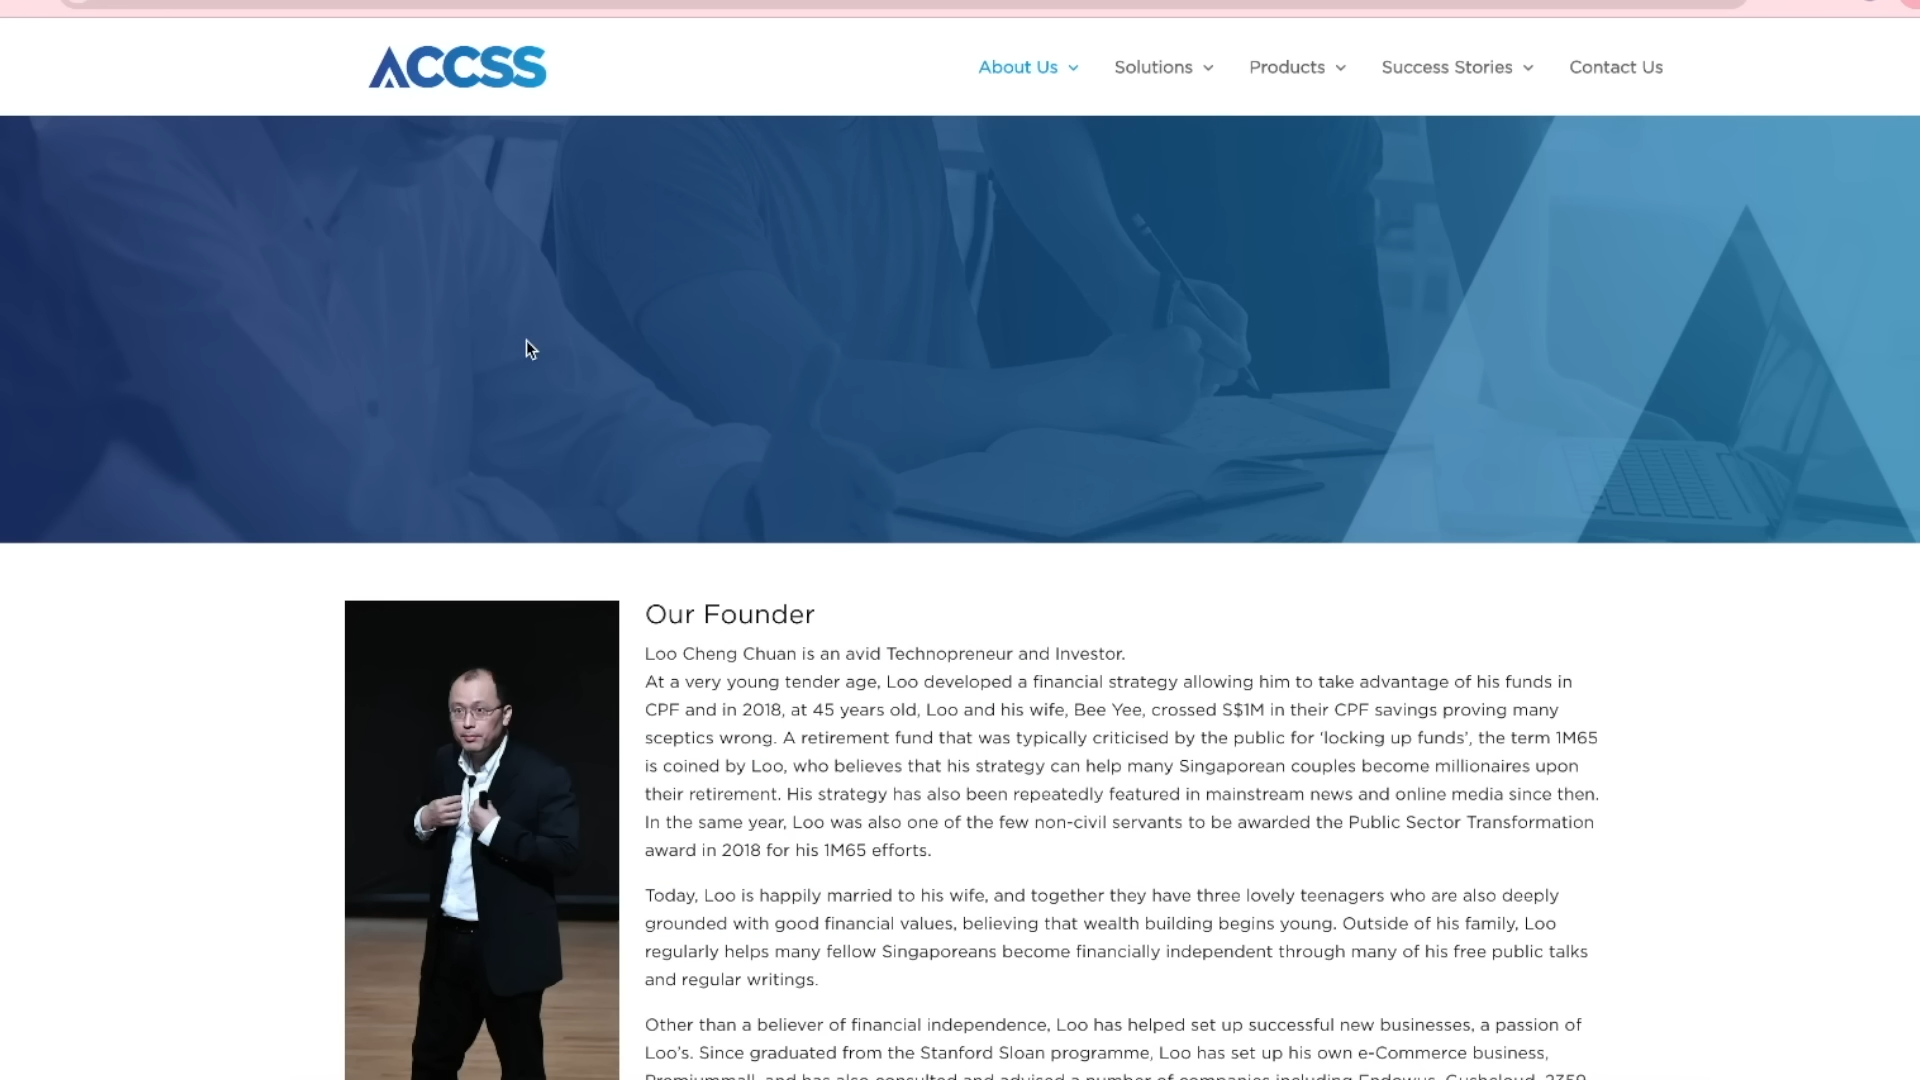 ACCSS
About Us
Solutions
Products
Success Stories
Contact Us
Our Founder
Loo Cheng Chuan is an avid Technopreneur and Investor.
At a very young tender age, Loo developed a financial strategy allowing him to take advantage of his funds in
CPF and in 2018, at 45 years old, Loo and his wife, Bee Yee, crossed S$1M in their CPF savings proving many
sceptics wrong. A retirement fund that was typically criticised by the public for ‘locking up funds’, the term 1M65
is coined by Loo, who believes that his strategy can help many Singaporean couples become millionaires upon
their retirement. His strategy has also been repeatedly featured in mainstream news and online media since then.
In the same year, Loo was also one of the few non-civil servants to be awarded the Public Sector Transformation
award in 2018 for his 1M65 efforts.
Today, Loo is happily married to his wife, and together they have three lovely teenagers who are also deeply
grounded with good financial values, believing that wealth building begins young. Outside of his family, Loo
regularly helps many fellow Singaporeans become financially independent through many of his free public talks
and regular writings.
Other than a believer of financial independence, Loo has helped set up successful new businesses, a passion of
Loo’s. Since graduated from the Stanford Sloan programme, Loo has set up his own e-Commerce business,
and has also consulted and advised a number of companies including